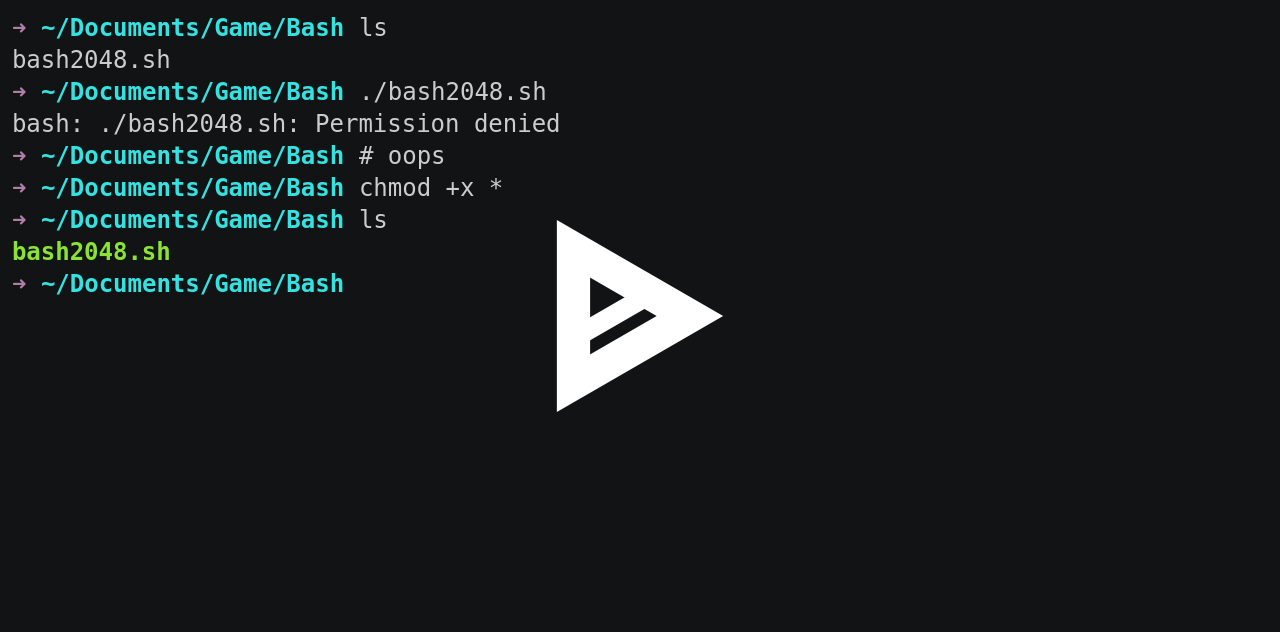 ➜ ~/Documents/Game/Bash ls
bash2048.sh
➜ ~/Documents/Game/Bash ./bash2048.sh
bash: ./bash2048.sh: Permission denied
➜ ~/Documents/Game/Bash # oops
➜ ~/Documents/Game/Bash chmod +x *
➜ ~/Documents/Game/Bash ls
bash2048.sh
➜ ~/Documents/Game/Bash